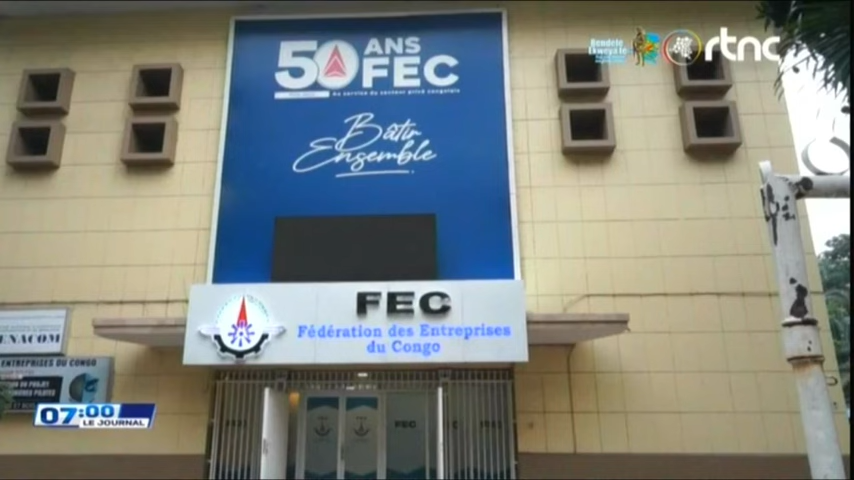 50 ANS
FEC
Au service du secteur privé congolais
Bâtir
Ensemble
rtnc
FEC
Fédération des Entreprises
du Congo
ENACOM
ENTREPRISES DU CONGO
FEC
07:00
LE JOURNAL